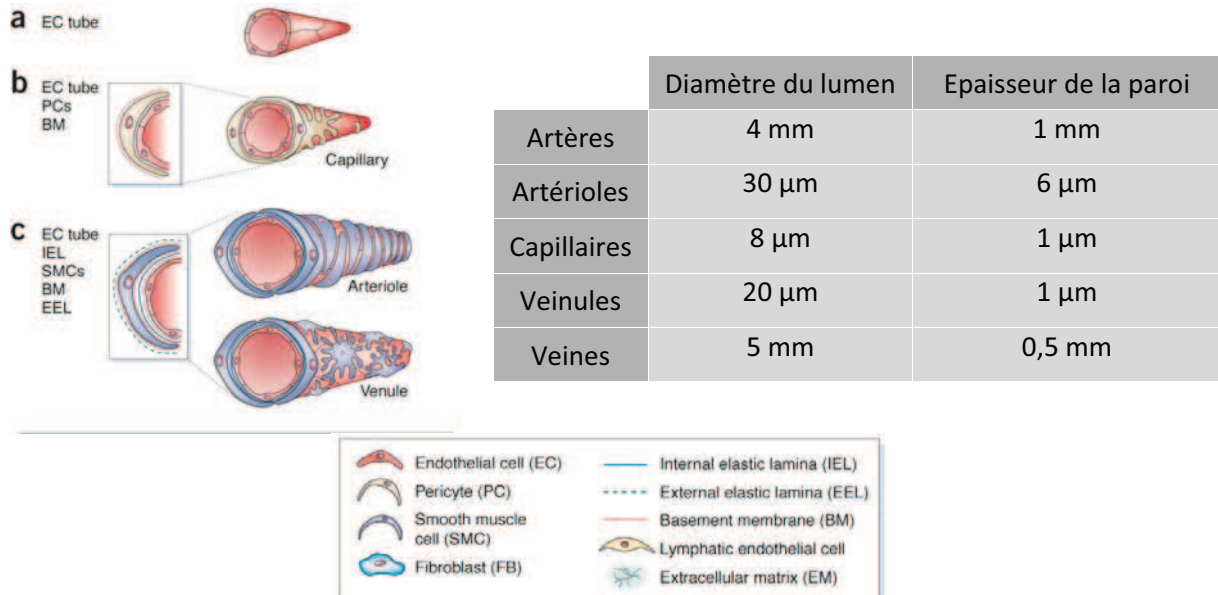 a EC tube
b EC tube
PCs
BM
Capillary
c EC tube
IEL
SMCs
BM
EEL
Arteriole
Venule
Diamètre du lumen Epaisseur de la paroi
Artères 4 mm 1 mm
Artérioles 30 µm 6 µm
Capillaires 8 µm 1 µm
Veinules 20 µm 1 µm
Veines 5 mm 0,5 mm
Endothelial cell (EC)
Pericyte (PC)
Smooth muscle
cell (SMC)
Fibroblast (FB)
Internal elastic lamina (IEL)
External elastic lamina (EEL)
Basement membrane (BM)
Lymphatic endothelial cell
Extracellular matrix (EM)